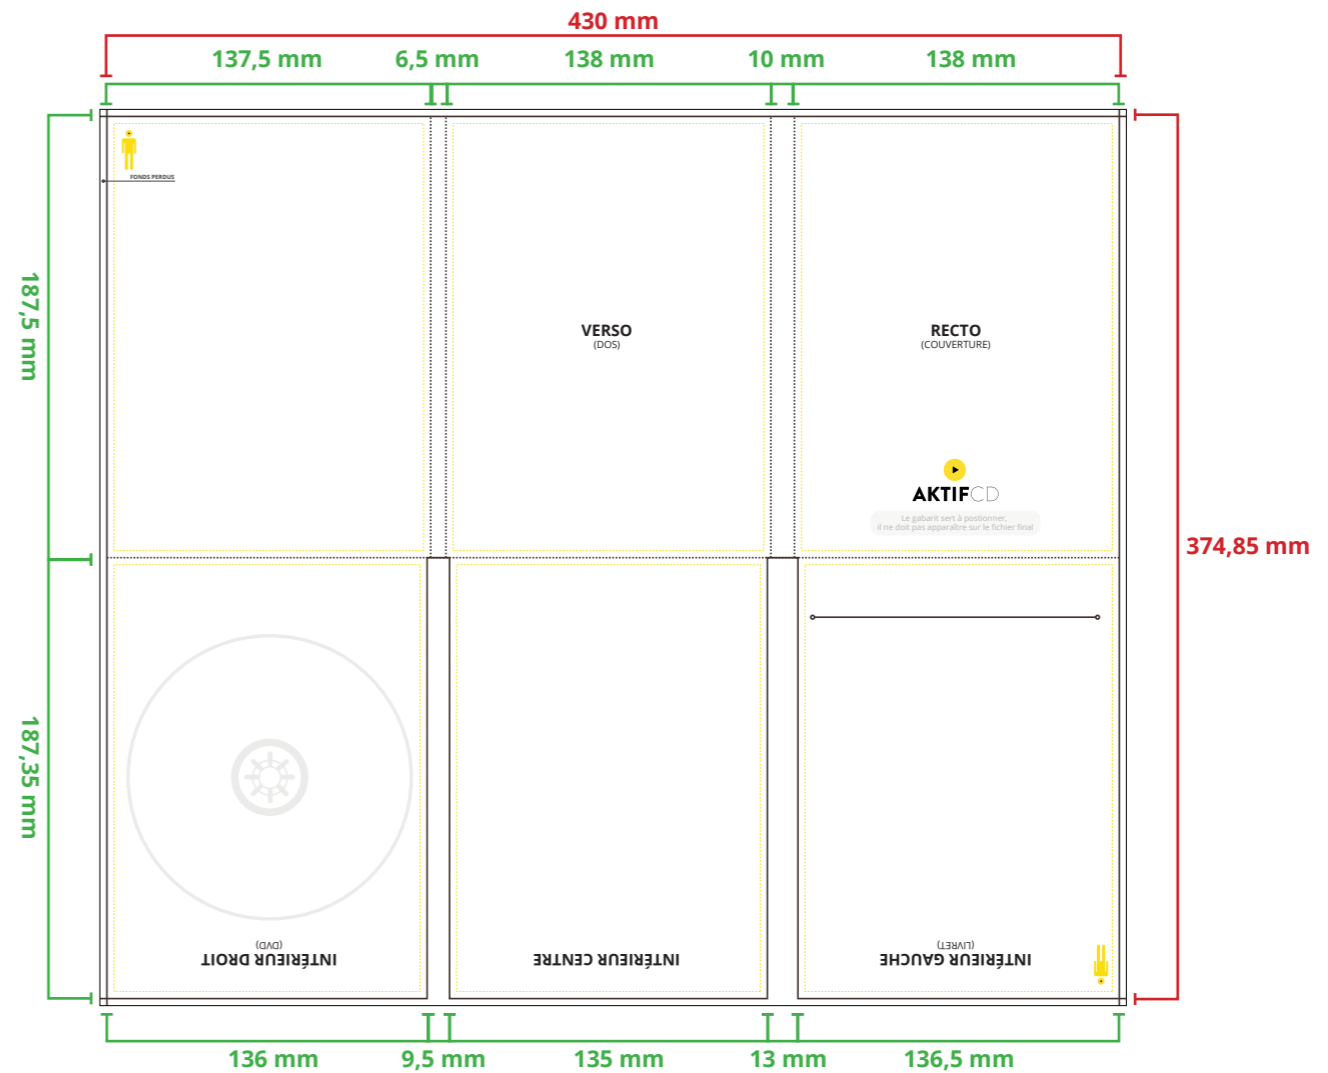 430 mm
137,5 mm
6,5 mm
138 mm
10 mm
138 mm
FONDS PERDUS
187,5 mm
VERSO
(DOS)
RECTO
(COUVERTURE)
AKTIFCD
Le gabarit sert à postionner,
il ne doit pas apparaître sur le fichier final
374,85 mm
187,35 mm
INTÉRIEUR DROIT
(DVD)
INTÉRIEUR CENTRE
INTÉRIEUR GAUCHE
(LIVRET)
136 mm
9,5 mm
135 mm
13 mm
136,5 mm